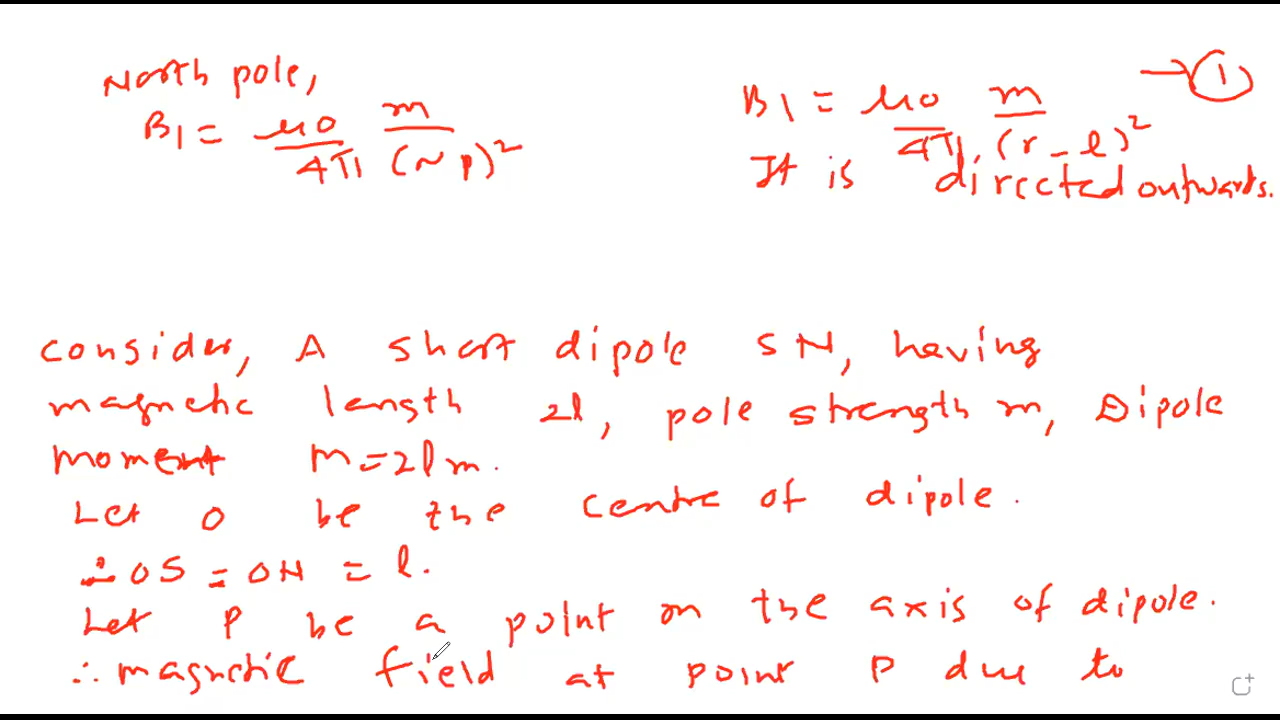 North pole,
B1 = μ0/4π m/(NP)²
B1 = μ0/4π m/(r-l)² → 1
It is directed outwards.
consider, A short dipole SN, having
magnetic length 2l, pole strength m, Dipole
moment m=2lm.
Let O be the centre of dipole.
∴ OS = ON = l.
Let P be a point on the axis of dipole.
∴ magnetic field at point P due to